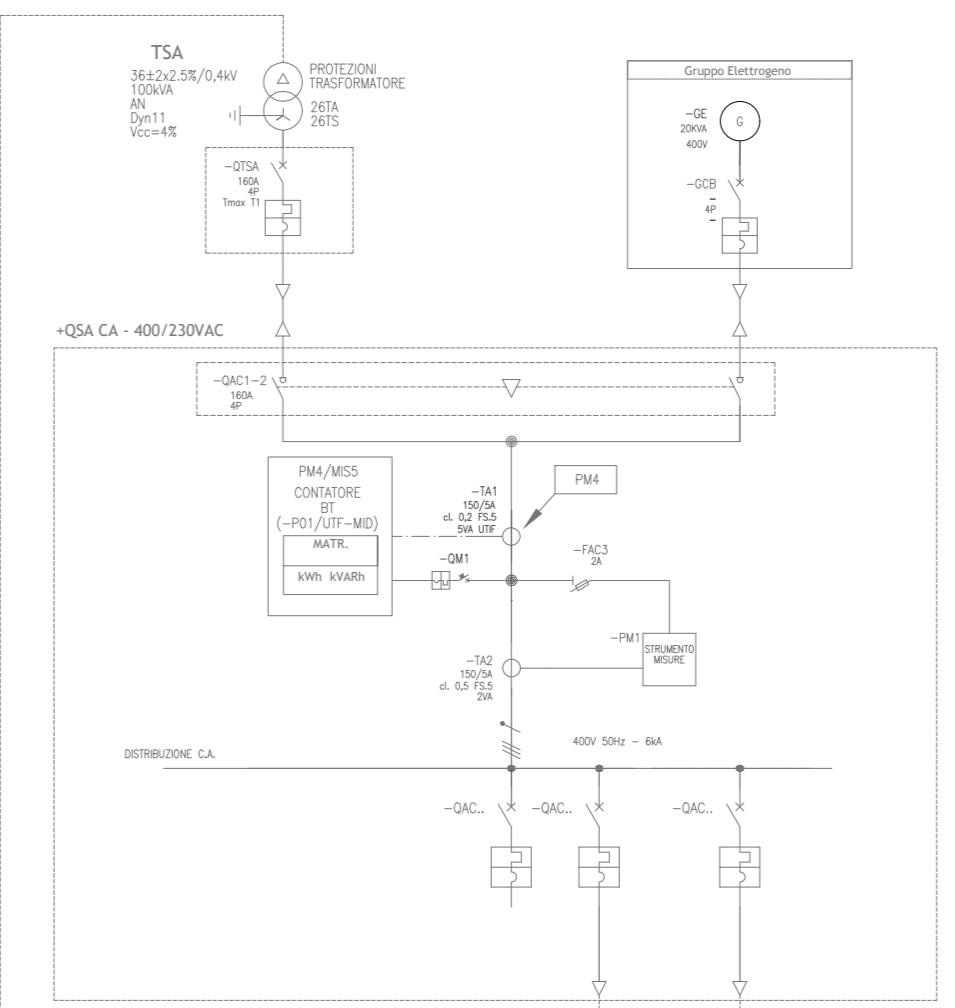 TSA
36±2x2.5%/0,4kV
100kVA
AN
Dyn11
Vcc=4%
PROTEZIONI
TRASFORMATORE
26TA
26TS
-QTSA
160A
4P
Tmax T1
Gruppo Elettrogeno
-GE
20KVA
400V
G
-GCB
-
4P
-
+QSA CA - 400/230VAC
-QAC1-2
160A
4P
PM4/MIS5
CONTATORE
BT
(-P01/UTF-MID)
MATR.
kWh kVARh
-TA1
150/5A
cl. 0,2 FS.5
5VA UTIF
PM4
-QM1
-FAC3
2A
-PM1
STRUMENTO
MISURE
-TA2
150/5A
cl. 0,5 FS.5
2VA
400V 50Hz - 6kA
DISTRIBUZIONE C.A.
-QAC..
-QAC..
-QAC..